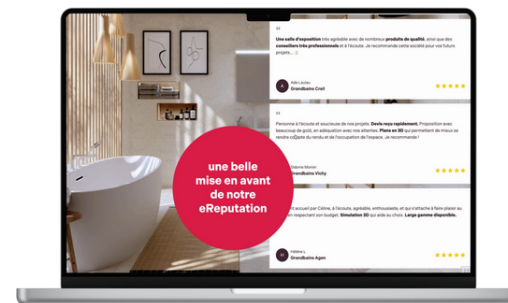 Une salle d'exposition très agréable avec de nombreux produits de qualité, ainsi que des
conseillers très professionnels et à l'écoute. Je recommande cette société pour vos futurs
projets...
Grandbains Creil
Personne à l'écoute et soucieuse de nos projets. Devis reçu rapidement. Proposition avec
beaucoup de goût, en adéquation avec nos attentes. Plans en 3D qui permettent de mieux se
rendre compte du rendu et de l'occupation de l'espace. Je recommande !
Grandbains Vichy
une belle
mise en avant
de notre
eReputation
accueil par Céline, à l'écoute, agréable, enthousiaste, et qui s'attache à faire plaisir au
en respectant son budget. Simulation 3D qui aide au choix. Large gamme disponible.
Hélène L
Grandbains Agen